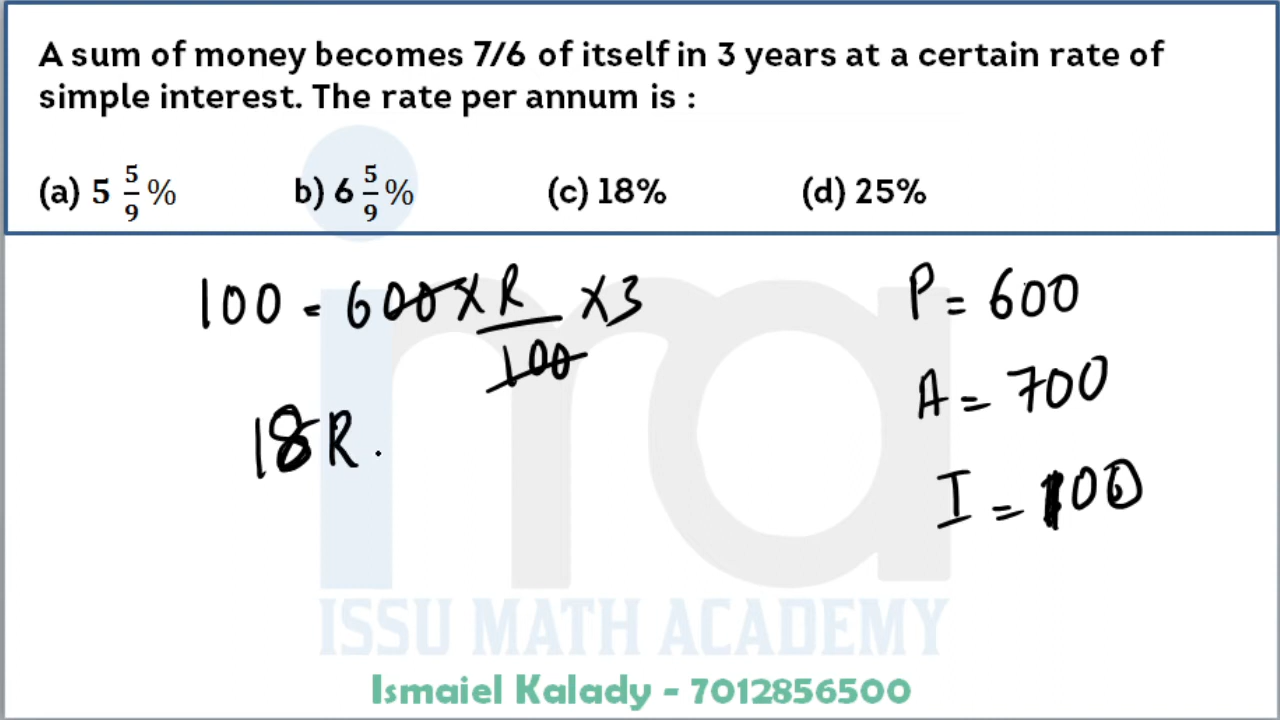 A sum of money becomes 7/6 of itself in 3 years at a certain rate of
simple interest. The rate per annum is :
(a) 5 5/9 % b) 6 5/9 % (c) 18% (d) 25%
100 = 600 X R/100 X 3
P = 600
A = 700
18R.
I = 100
ima
ISSU MATH ACADEMY
Ismaiel Kalady - 7012856500